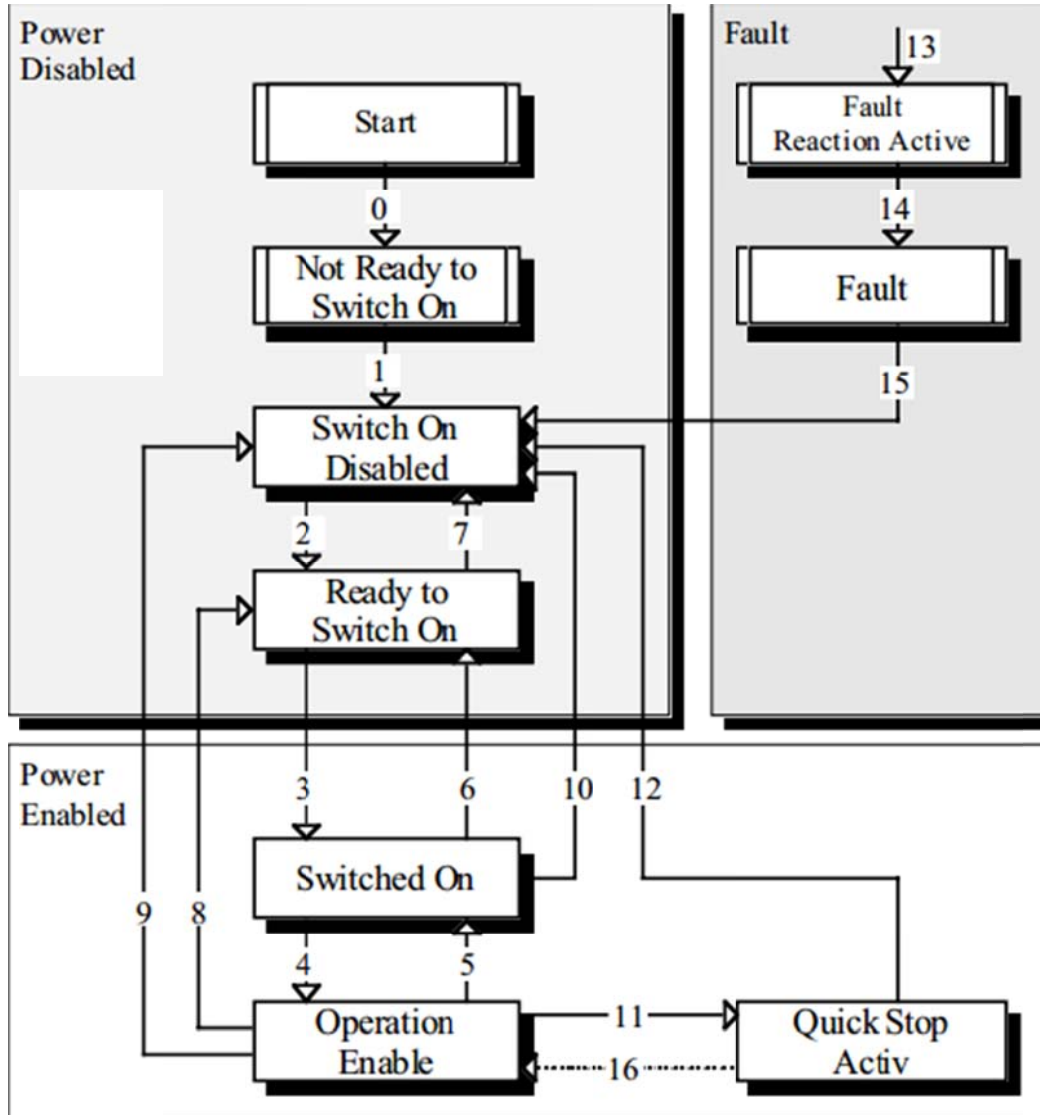 Power
Disabled
Start
0
Not Ready to
Switch On
1
Switch On
Disabled
2
7
Ready to
Switch On
Fault
13
Fault
Reaction Active
14
Fault
15
Power
Enabled
3
6
10
12
Switched On
9
8
4
5
Operation
Enable
11
16
Quick Stop
Activ